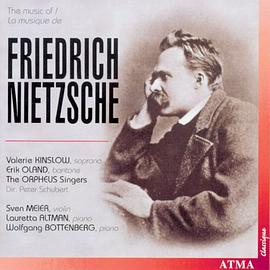 The music of /
La musique de
FRIEDRICH
NIETZSCHE
Valerie KINSLOW, soprano
Erik OLAND, baritone
The ORPHEUS Singers
Dir. Peter Schubert
Sven MEIER, violin
Lauretta ALTMAN, piano
Wolfgang BOTTENBERG, piano
ATMA
Classique